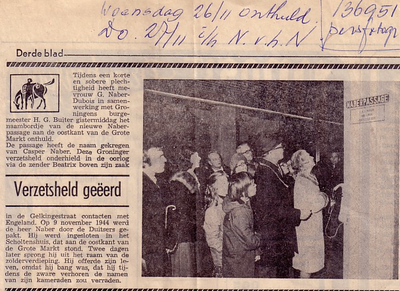 Woensdag 26/11 onthuld.
136951
Do. 27/11 i/h N.v.h N
persfotogr
Derde blad
Tijdens een korte
en sobere plech-
tigheid heeft me-
vrouw G. Naber-
Dubois in samen-
werking met Gro-
ningens burge-
meester H. G. Buiter gistermiddag het
naambordje van de nieuwe Naber-
passage aan de oostkant van de Grote
Markt onthuld.
De passage heeft de naam gekregen
van Casper Naber. Deze Groninger
verzetsheld onderhield in de oorlog
via de zender Beatrix boven zijn zaak
Verzetsheld geëerd
in de Gelkingestraat contacten met
Engeland. Op 9 november 1944 werd
de heer Naber door de Duitsers ge-
pakt. Hij werd ingesloten in het
Scholtenshuis, dat aan de oostkant van
de Grote Markt stond. Twee dagen
later sprong hij uit het raam van de
zolderverdieping. Hij offerde zijn le-
ven, omdat hij bang was, dat hij tij-
dens de zware verhoren de namen
van zijn kameraden zou verraden.
NABERPASSAGE